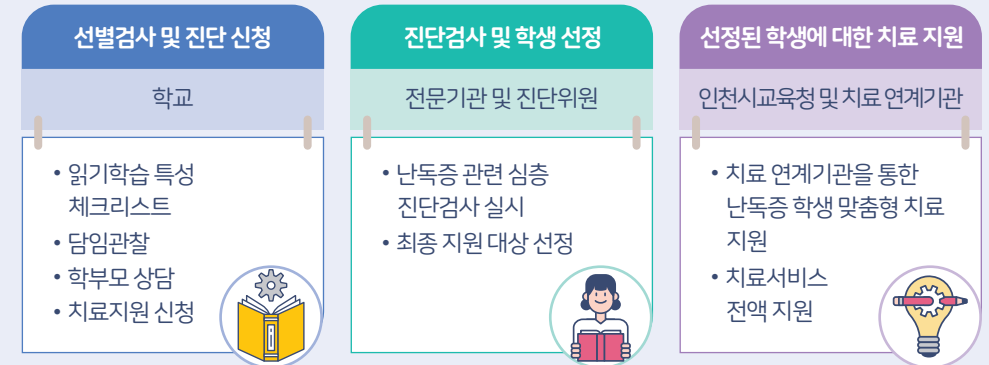 선별검사 및 진단 신청
학교
• 읽기학습 특성
체크리스트
• 담임관찰
• 학부모 상담
• 치료지원 신청
진단검사 및 학생 선정
전문기관 및 진단위원
• 난독증 관련 심층
진단검사 실시
• 최종 지원 대상 선정
선정된 학생에 대한 치료 지원
인천시교육청 및 치료 연계기관
• 치료 연계기관을 통한
난독증 학생 맞춤형 치료
지원
• 치료서비스
전액 지원